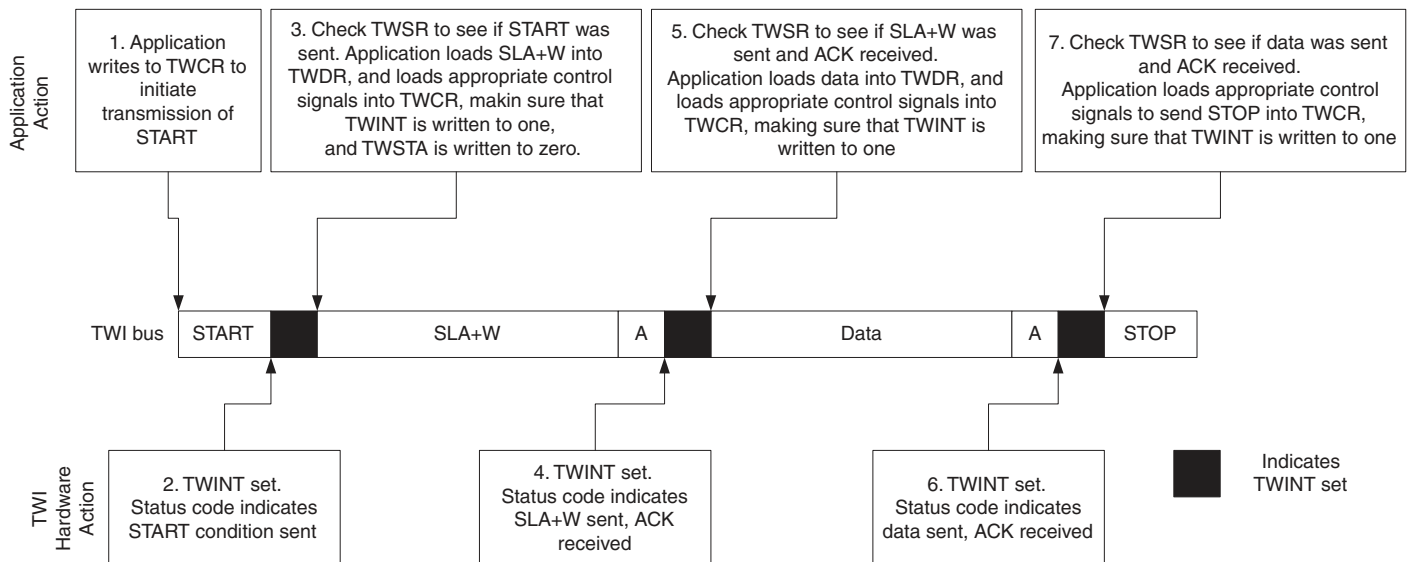 Application
Action
1. Application
writes to TWCR to
initiate
transmission of
START
3. Check TWSR to see if START was
sent. Application loads SLA+W into
TWDR, and loads appropriate control
signals into TWCR, makin sure that
TWINT is written to one,
and TWSTA is written to zero.
5. Check TWSR to see if SLA+W was
sent and ACK received.
Application loads data into TWDR, and
loads appropriate control signals into
TWCR, making sure that TWINT is
written to one
7. Check TWSR to see if data was sent
and ACK received.
Application loads appropriate control
signals to send STOP into TWCR,
making sure that TWINT is written to one
TWI bus
START
SLA+W
A
Data
A
STOP
TWI
Hardware
Action
2. TWINT set.
Status code indicates
START condition sent
4. TWINT set.
Status code indicates
SLA+W sent, ACK
received
6. TWINT set.
Status code indicates
data sent, ACK received
Indicates
TWINT set